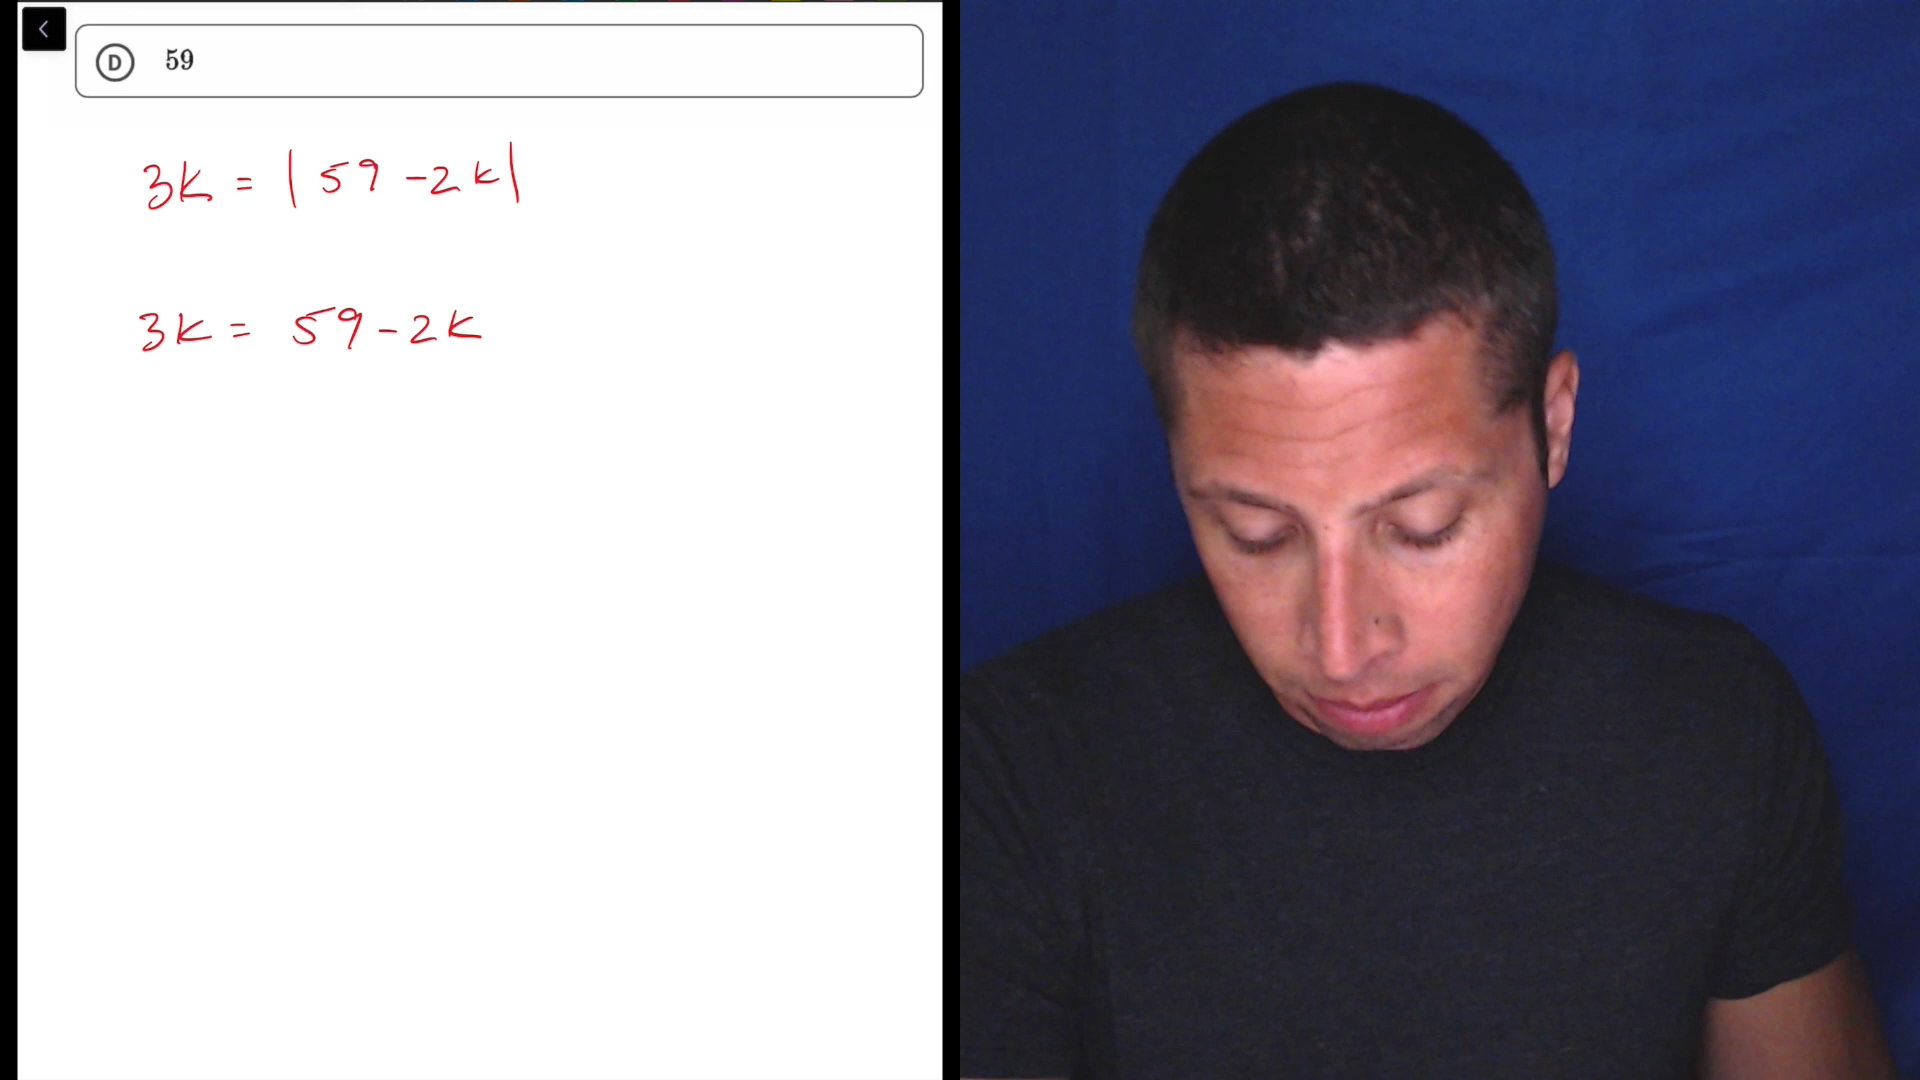 D 59
3k = |59 - 2k|
3k = 59 - 2k